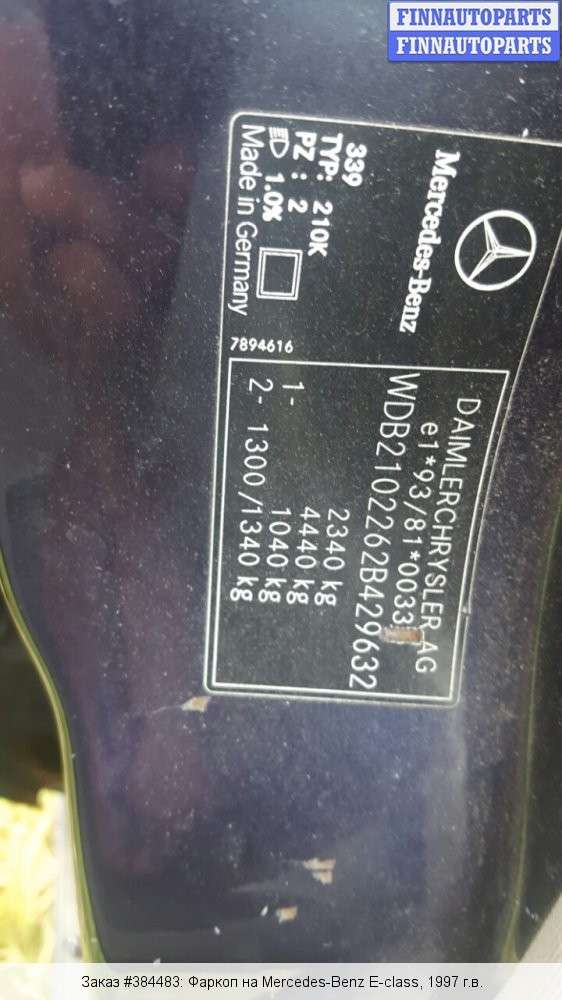 FINNAUTOPARTS
FINNAUTOPARTS
Mercedes-Benz
339
TYP: 210K
PZ : 2
1.0%
Made in Germany
7894616
DAIMLERCHRYSLER AG
e1*93/81*0033
WDB2102262B429632
2340 kg
4440 kg
1- 1040 kg
2- 1300/1340 kg
Заказ #384483: Фаркоп на Mercedes-Benz E-class, 1997 г.в.